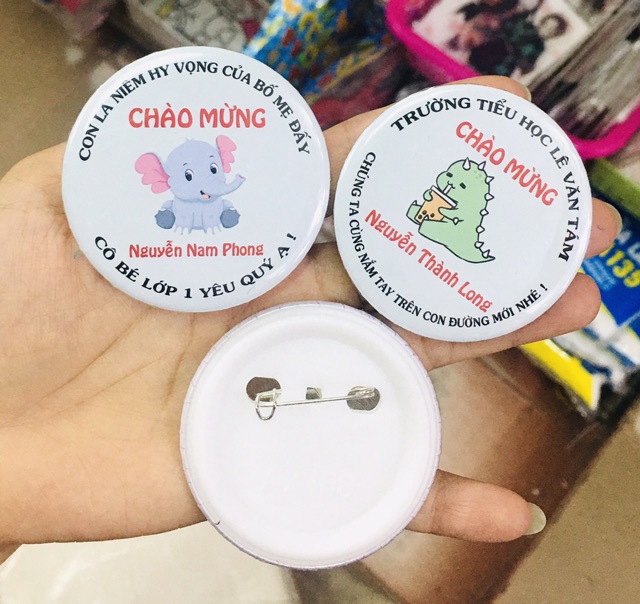 CON LÀ NIỀM HY VỌNG CỦA BỐ MẸ ĐẤY
CHÀO MỪNG
Nguyễn Nam Phong
CÔ BÉ LỚP 1 YÊU QUÝ Ạ !
TRƯỜNG TIỂU HỌC LÊ VĂN TÁM
CHÀO MỪNG
Nguyễn Thành Long
CHÚNG TA CÙNG NẮM TAY TRÊN CON ĐƯỜNG MỚI NHÉ !